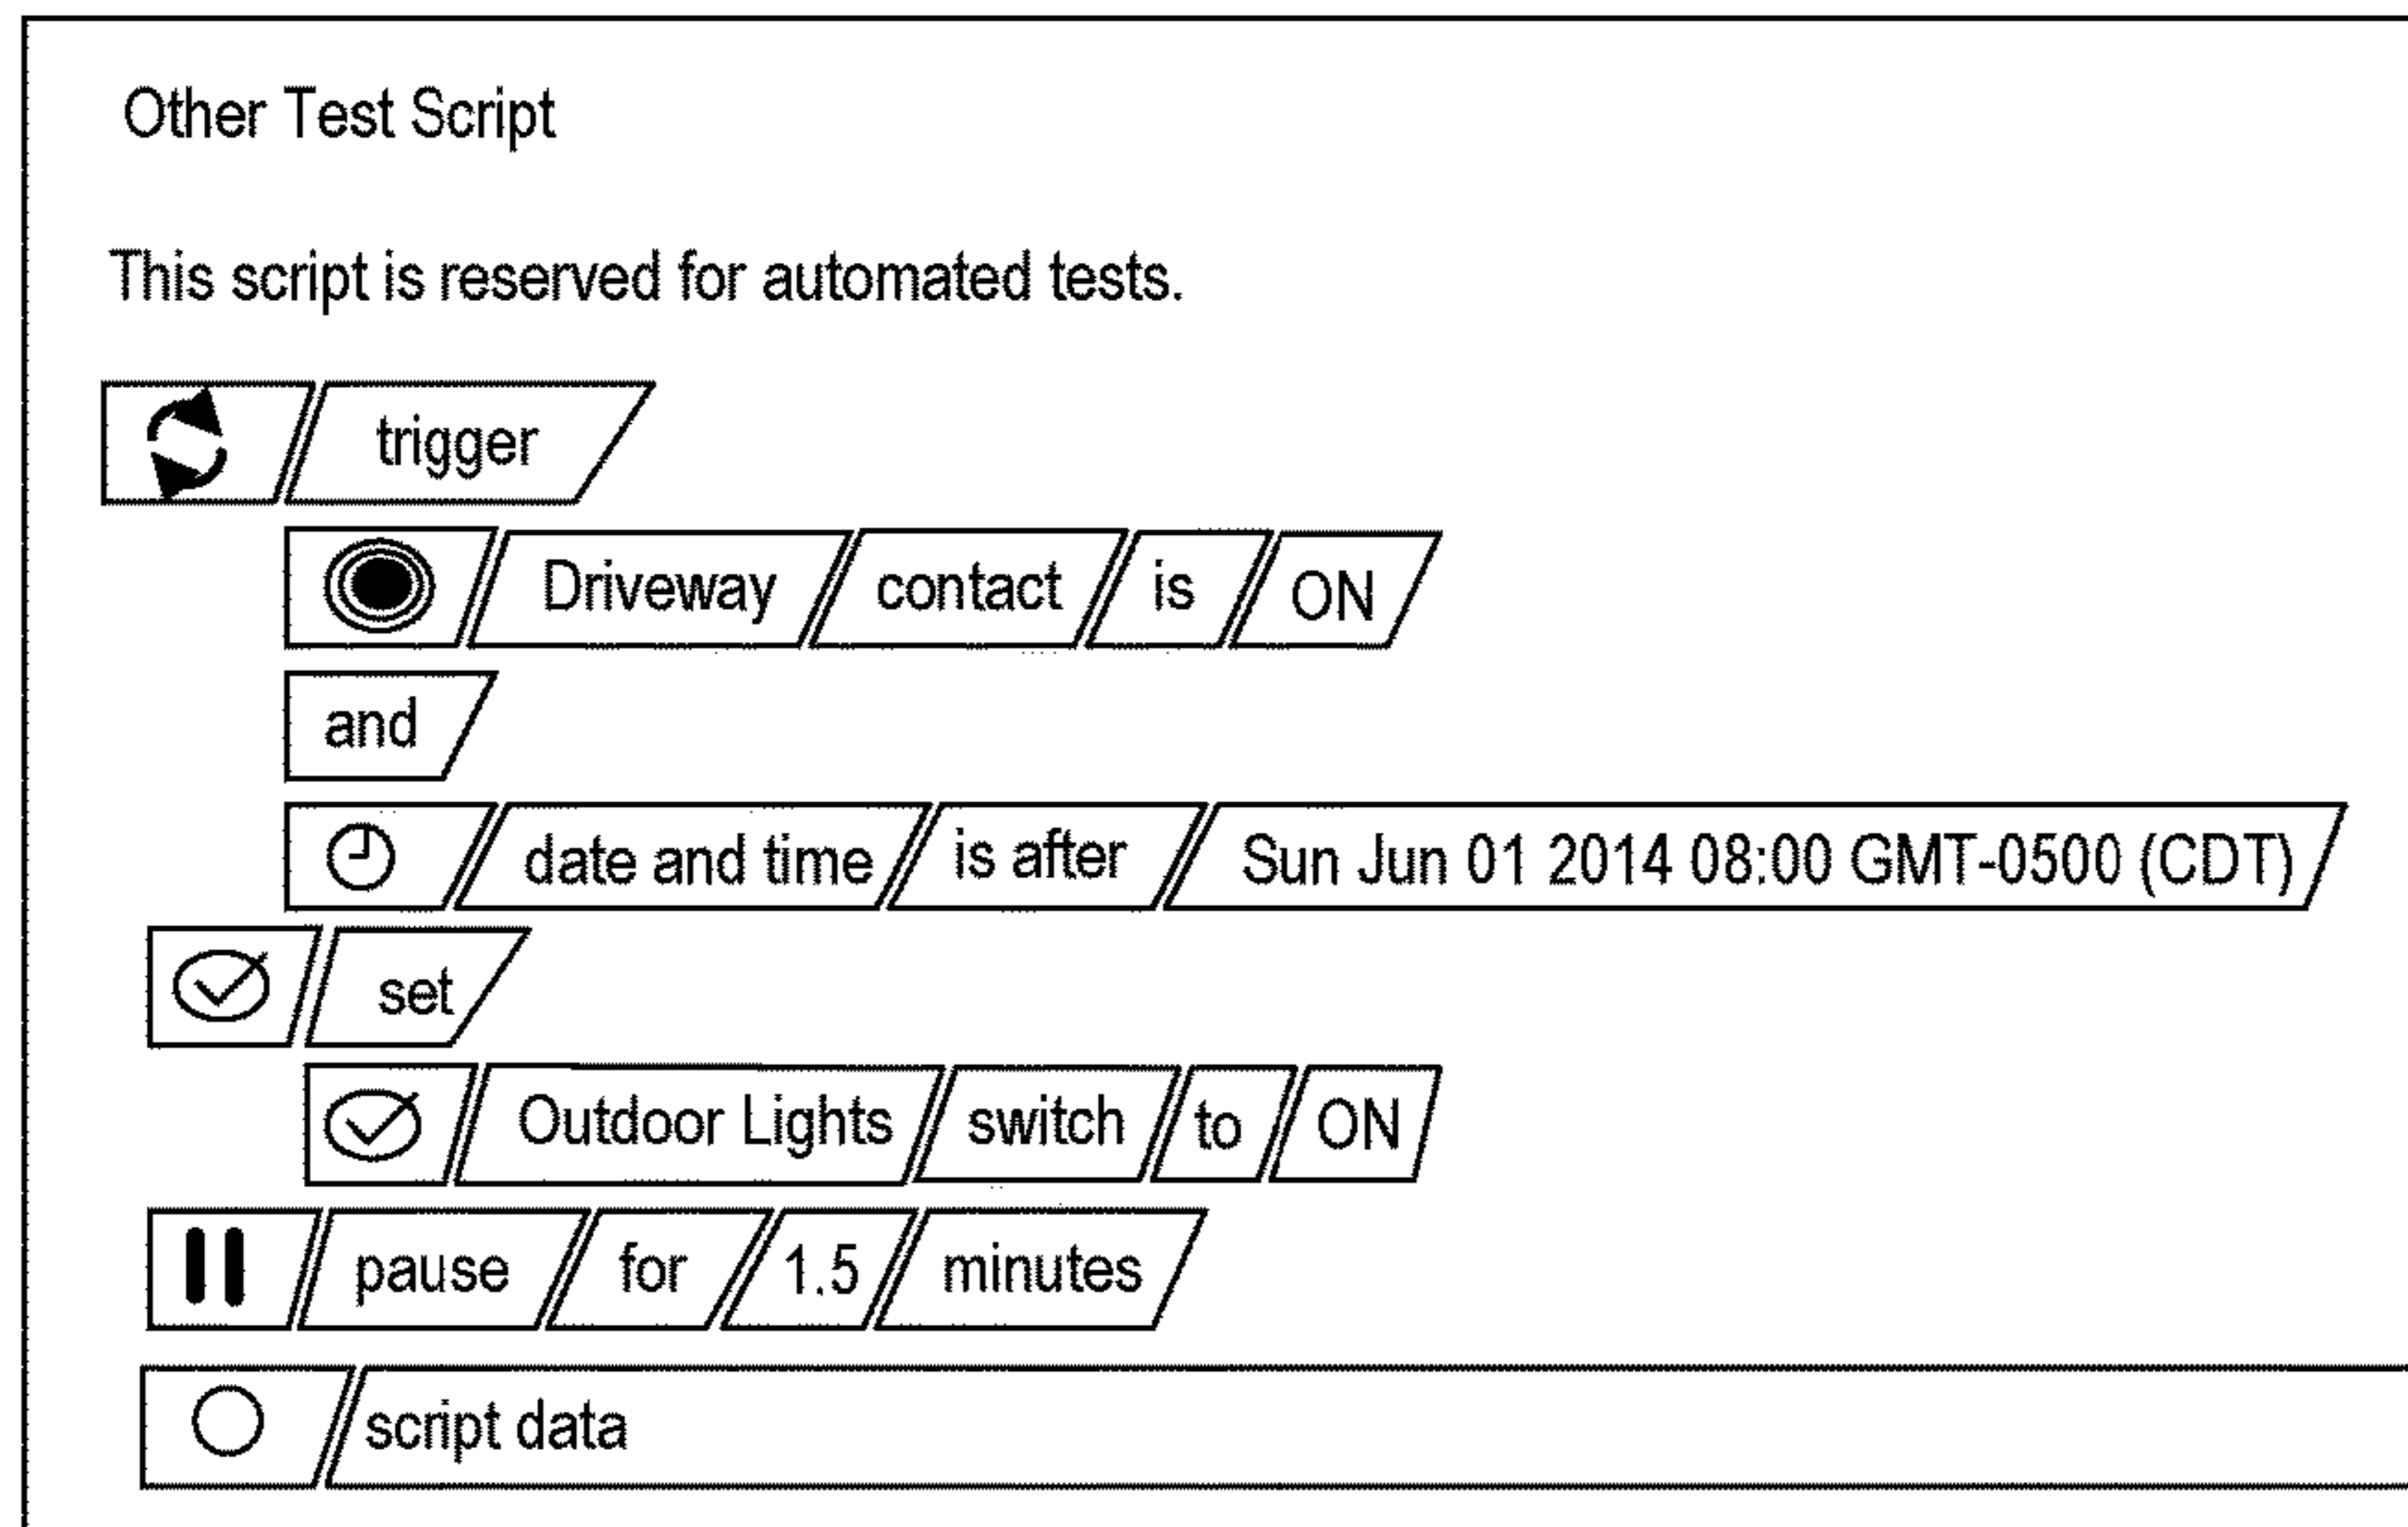 Other Test Script
This script is reserved for automated tests.
trigger
Driveway contact is ON
and
date and time is after Sun Jun 01 2014 08:00 GMT-0500 (CDT)
set
Outdoor Lights switch to ON
pause for 1.5 minutes
script data